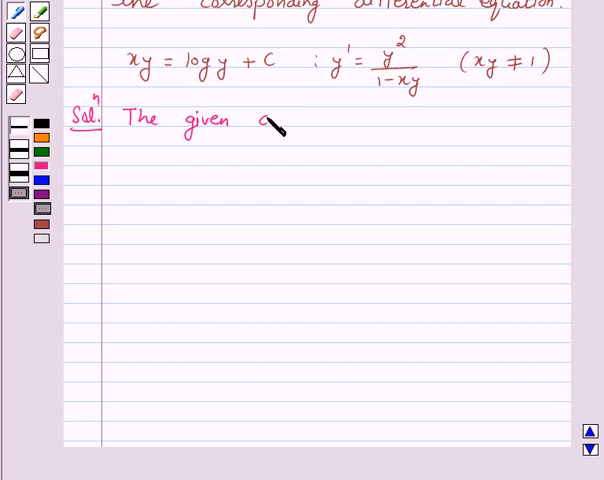 the corresponding differential equation.
xy = log y + C : y' = y²/(1-xy) (xy ≠ 1)
Solⁿ. The given